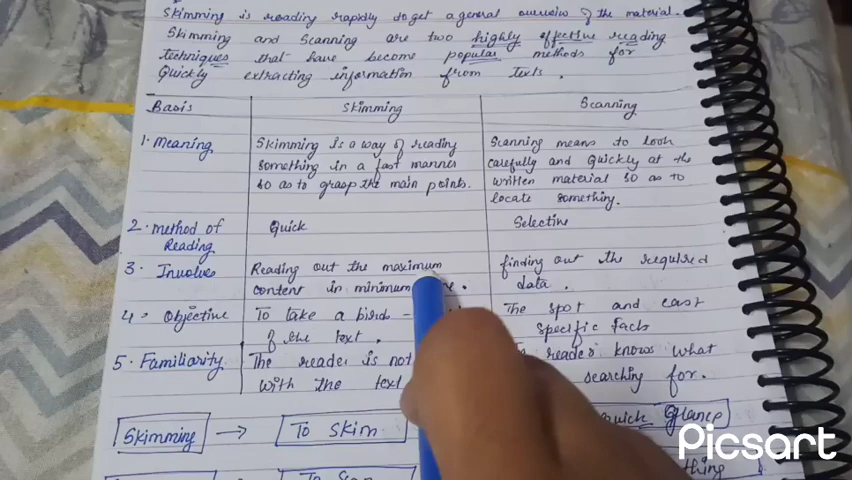 Skimming is reading rapidly to get a general overview of the material.
Skimming and Scanning are two highly effective reading
techniques that have become popular methods for
Quickly extracting information from texts.
Basis Skimming Scanning
1. Meaning
Skimming is a way of reading
something in a fast manner
so as to grasp the main points.
Scanning means to look
carefully and Quickly at the
written material so as to
locate something.
2. method of
Reading
Quick
Selective
3. Involves
Reading out the maximum
content in minimum
finding out the required
data.
4. Objective
To take a birds -
of the text.
The spot and cast
specific facts
5. Familiarity
The reader is not
with the text
reader knows what
searching for.
Skimming → To Skim
Quick Glance
To Scan
thing
Picsart